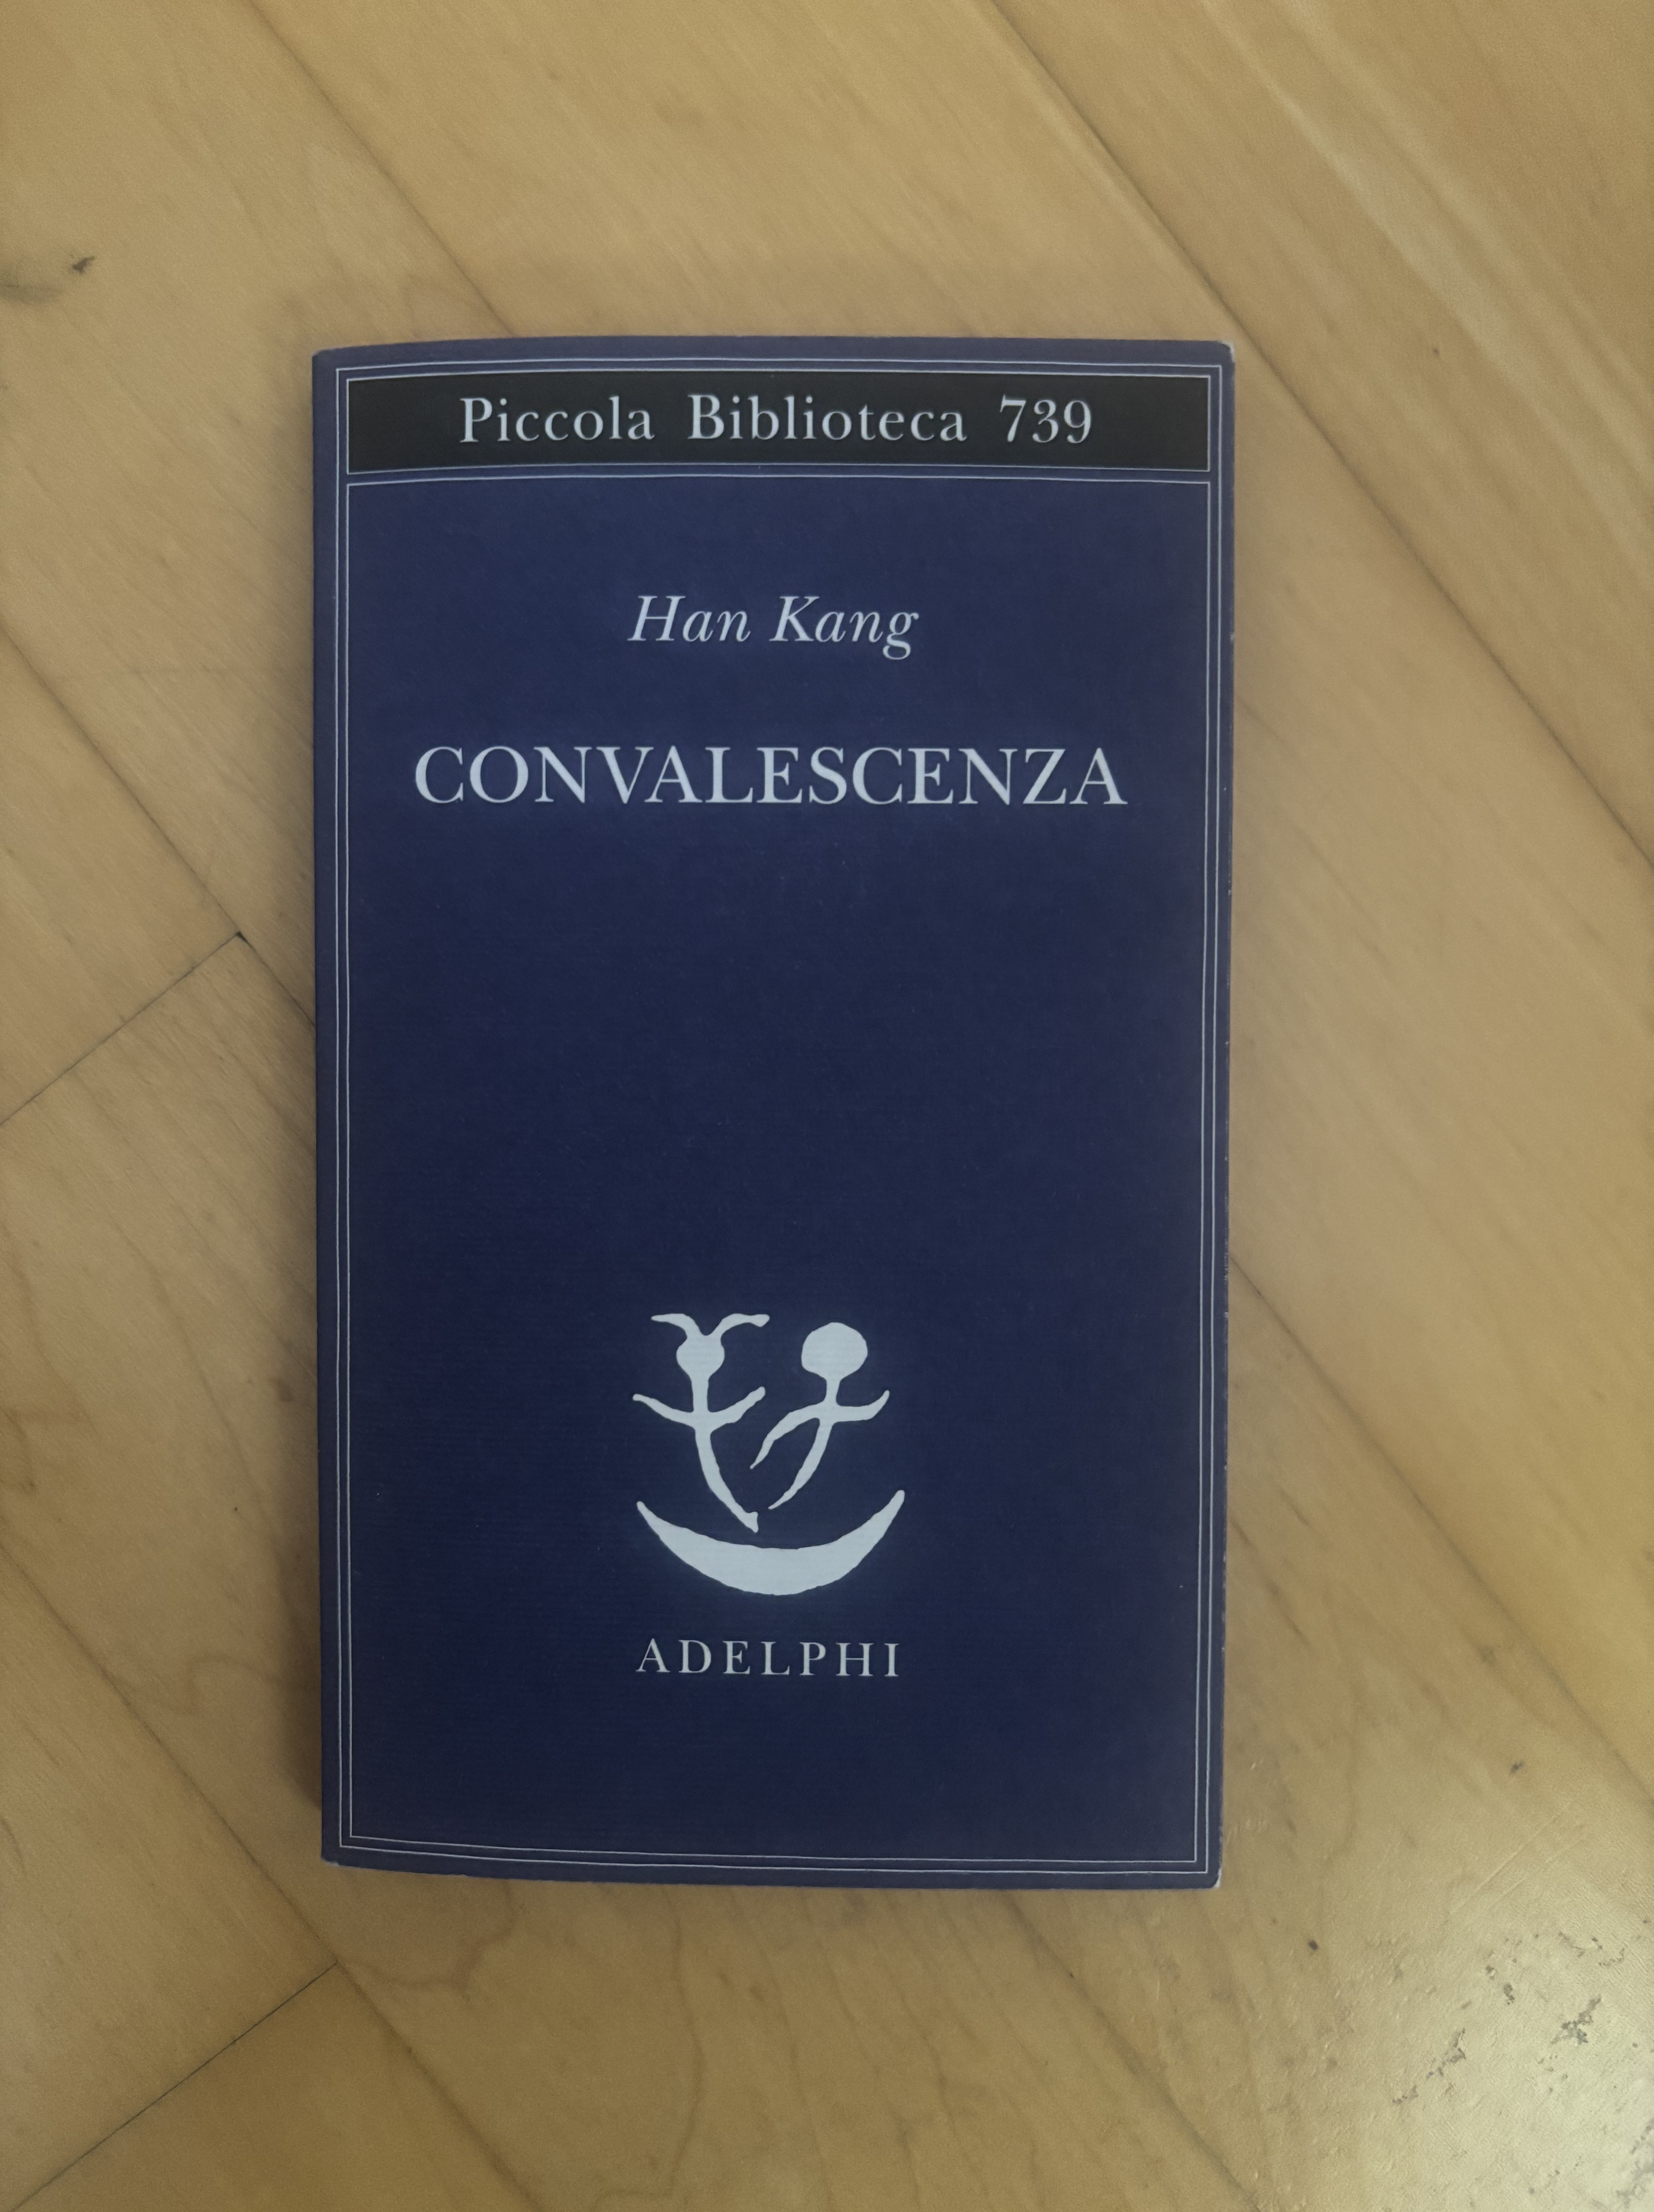 Piccola Biblioteca 739
Han Kang
CONVALESCENZA
ADELPHI